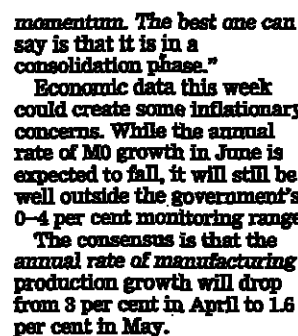 momentum. The best one can
say is that it is in a
consolidation phase."
Economic data this week
could create some inflationary
concerns. While the annual
rate of M0 growth in June is
expected to fall, it will still be
well outside the government's
0-4 per cent monitoring range.
The consensus is that the
annual rate of manufacturing
production growth will drop
from 3 per cent in April to 1.6
per cent in May.